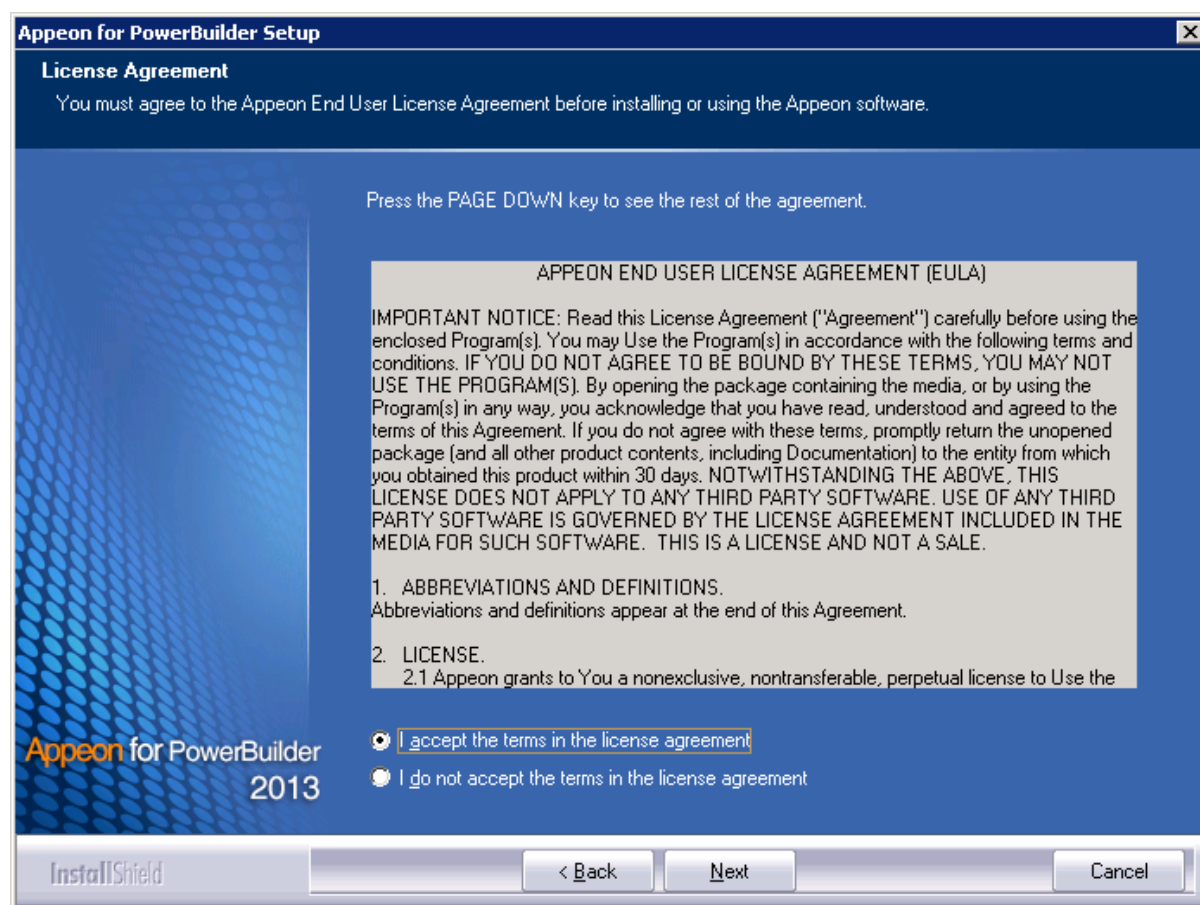 Appeon for PowerBuilder Setup
License Agreement
You must agree to the Appeon End User License Agreement before installing or using the Appeon software.
Press the PAGE DOWN key to see the rest of the agreement.
APPEON END USER LICENSE AGREEMENT (EULA)
IMPORTANT NOTICE: Read this License Agreement ("Agreement") carefully before using the
enclosed Program(s). You may Use the Program(s) in accordance with the following terms and
conditions. IF YOU DO NOT AGREE TO BE BOUND BY THESE TERMS, YOU MAY NOT
USE THE PROGRAM(S). By opening the package containing the media, or by using the
Program(s) in any way, you acknowledge that you have read, understood and agreed to the
terms of this Agreement. If you do not agree with these terms, promptly return the unopened
package (and all other product contents, including Documentation) to the entity from which
you obtained this product within 30 days. NOTWITHSTANDING THE ABOVE, THIS
LICENSE DOES NOT APPLY TO ANY THIRD PARTY SOFTWARE. USE OF ANY THIRD
PARTY SOFTWARE IS GOVERNED BY THE LICENSE AGREEMENT INCLUDED IN THE
MEDIA FOR SUCH SOFTWARE.  THIS IS A LICENSE AND NOT A SALE.
1.  ABBREVIATIONS AND DEFINITIONS.
Abbreviations and definitions appear at the end of this Agreement.
2.  LICENSE.
2.1 Appeon grants to You a nonexclusive, nontransferable, perpetual license to Use the
I accept the terms in the license agreement
I do not accept the terms in the license agreement
Appeon for PowerBuilder
2013
InstallShield
< Back
Next
Cancel